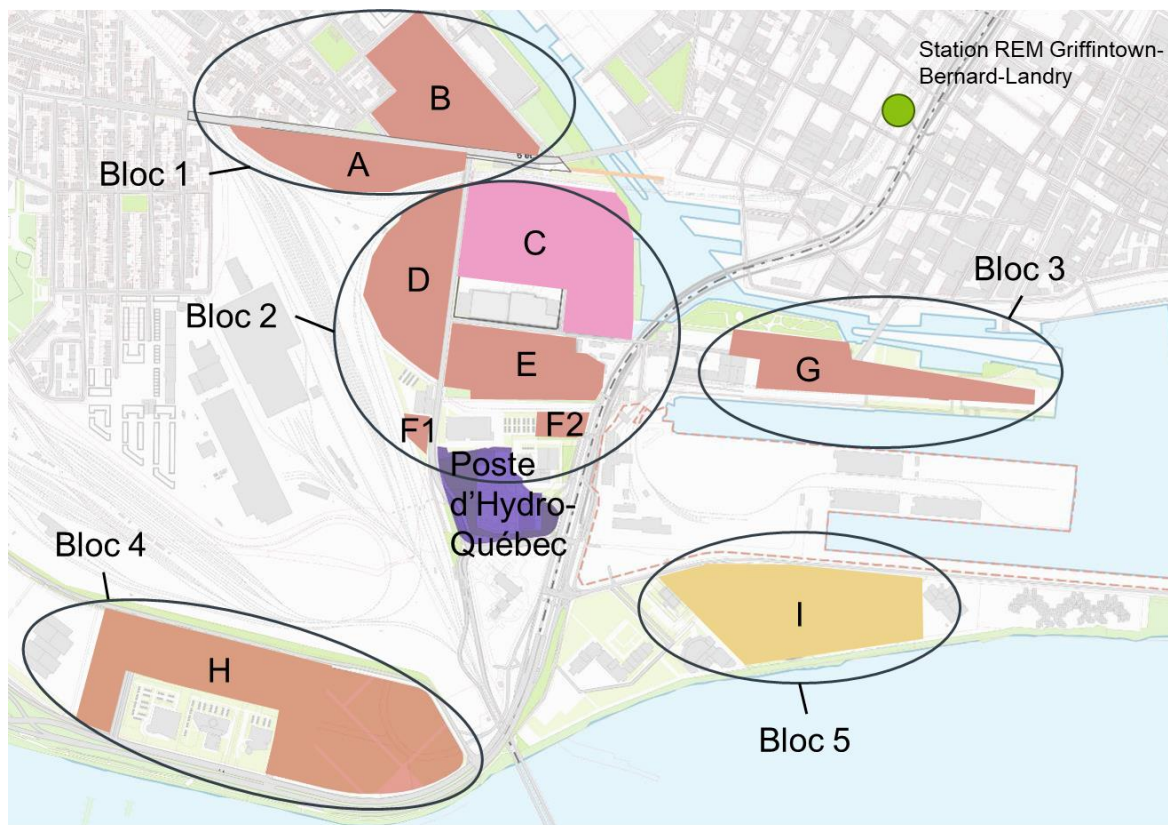 Station REM Griffintown-
Bernard-Landry
B
A
Bloc 1
C
D
Bloc 2
Bloc 3
E
G
F1
F2
Poste
d'Hydro-
Québec
Bloc 4
H
I
Bloc 5